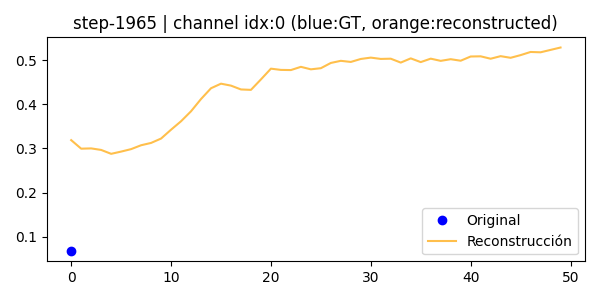 step-1965 | channel idx:0 (blue:GT, orange:reconstructed)
0.5
0.4
0.3
0.2
0.1
Original
Reconstrucción
0 10 20 30 40 50